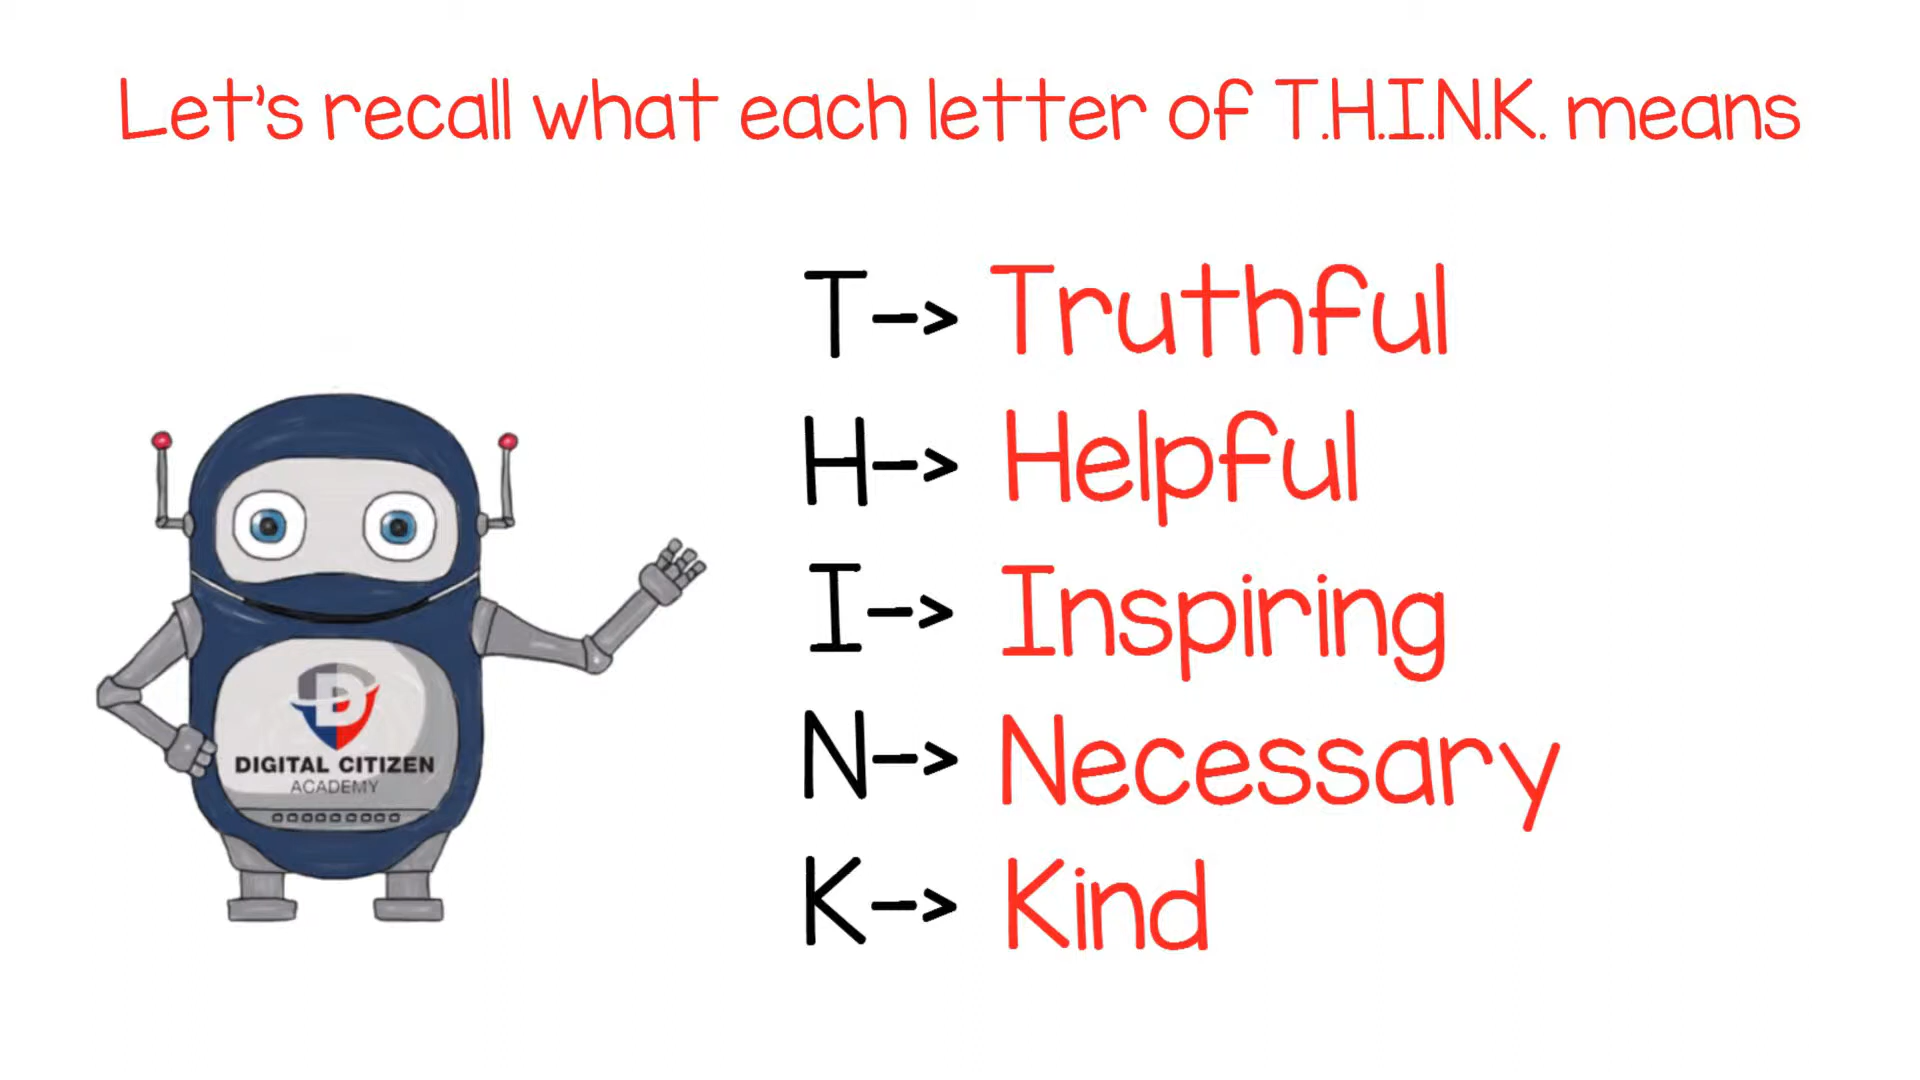 Let's recall what each letter of T.H.I.N.K. means
T-> Truthful
H-> Helpful
I-> Inspiring
N-> Necessary
K-> Kind
D
DIGITAL CITIZEN
ACADEMY